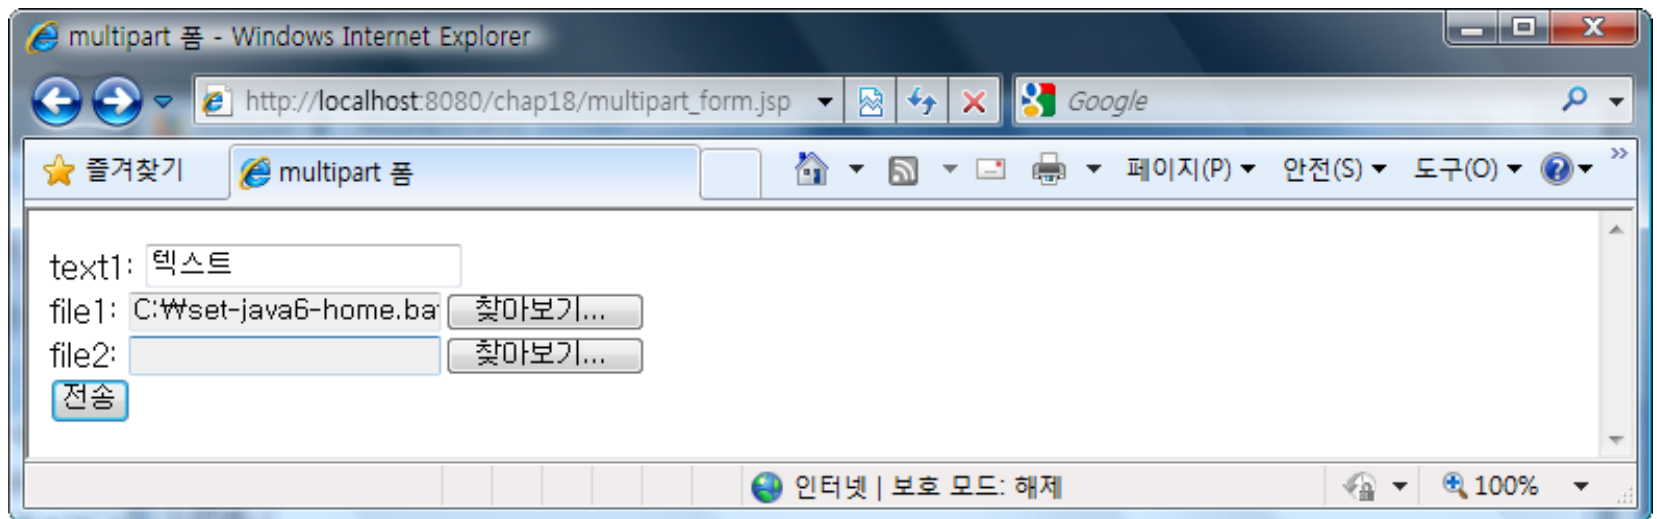 multipart 폼 - Windows Internet Explorer
http://localhost:8080/chap18/multipart_form.jsp Google
즐겨찾기 multipart 폼 페이지(P) 안전(S) 도구(O) »
text1: 텍스트
file1: C:₩set-java6-home.bat 찾아보기...
file2: 찾아보기...
전송
인터넷 | 보호 모드: 해제 100%